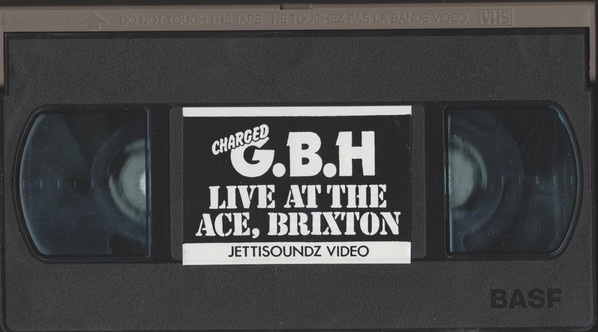 DO NOT TOUCH THE TAPE · NE TOUCHEZ PAS LA BANDE VIDEO VHS
CHARGED
G.B.H
LIVE AT THE
ACE, BRIXTON
JETTISOUNDZ VIDEO
BASF